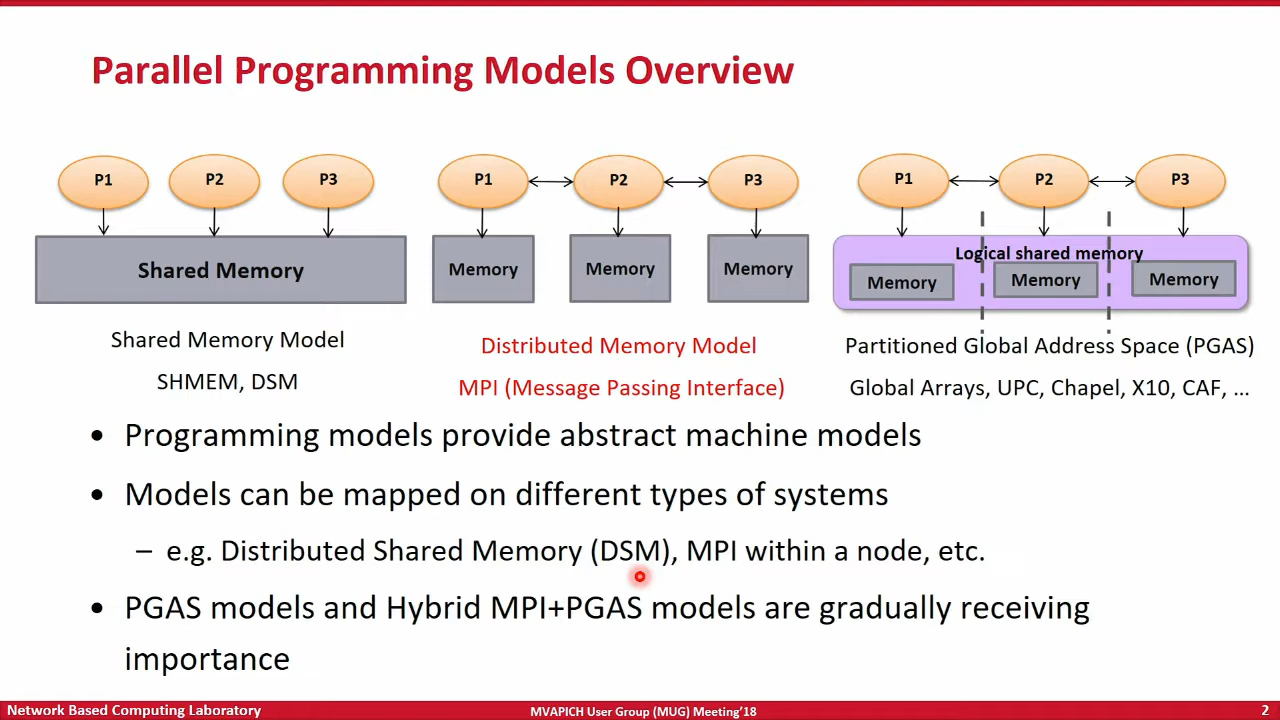 Parallel Programming Models Overview
P1
P2
P3
Shared Memory
Shared Memory Model
SHMEM, DSM
P1
P2
P3
Memory
Memory
Memory
Distributed Memory Model
MPI (Message Passing Interface)
P1
P2
P3
Logical shared memory
Memory
Memory
Memory
Partitioned Global Address Space (PGAS)
Global Arrays, UPC, Chapel, X10, CAF, ...
• Programming models provide abstract machine models
• Models can be mapped on different types of systems
– e.g. Distributed Shared Memory (DSM), MPI within a node, etc.
• PGAS models and Hybrid MPI+PGAS models are gradually receiving
importance
Network Based Computing Laboratory
MVAPICH User Group (MUG) Meeting'18
2